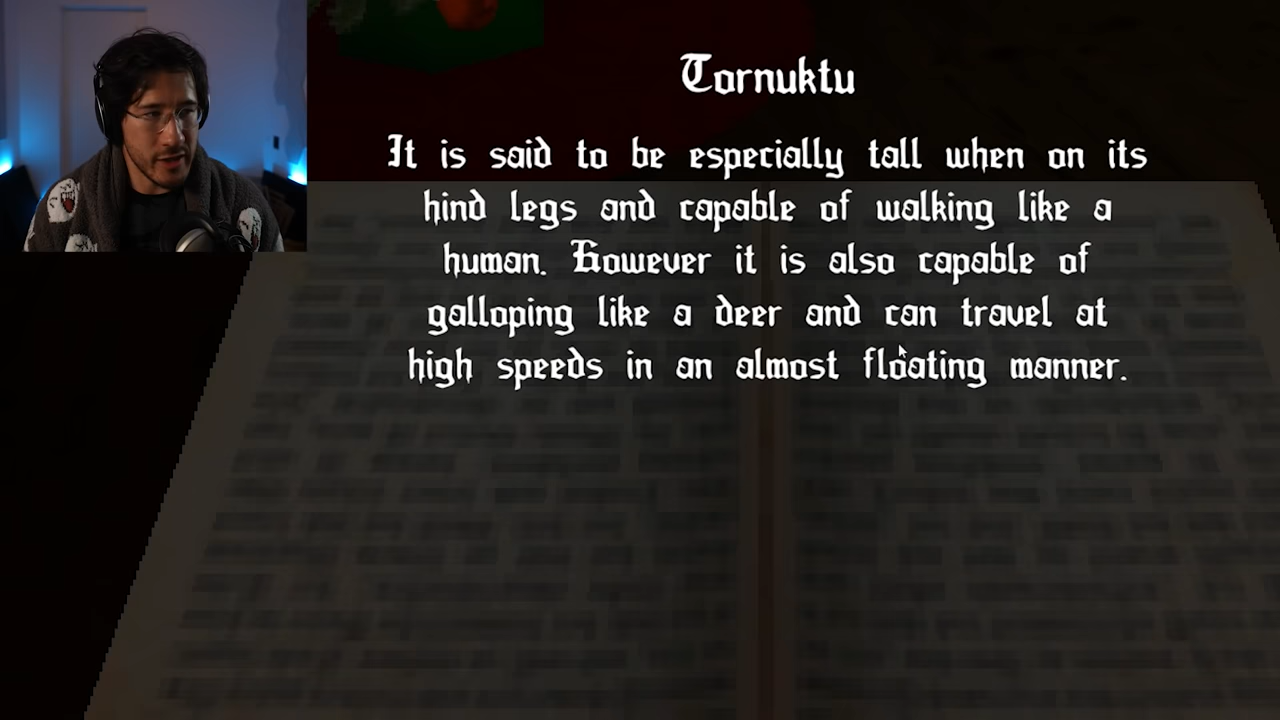 Tornuktu
It is said to be especially tall when on its
hind legs and capable of walking like a
human. However it is also capable of
galloping like a deer and can travel at
high speeds in an almost floating manner.